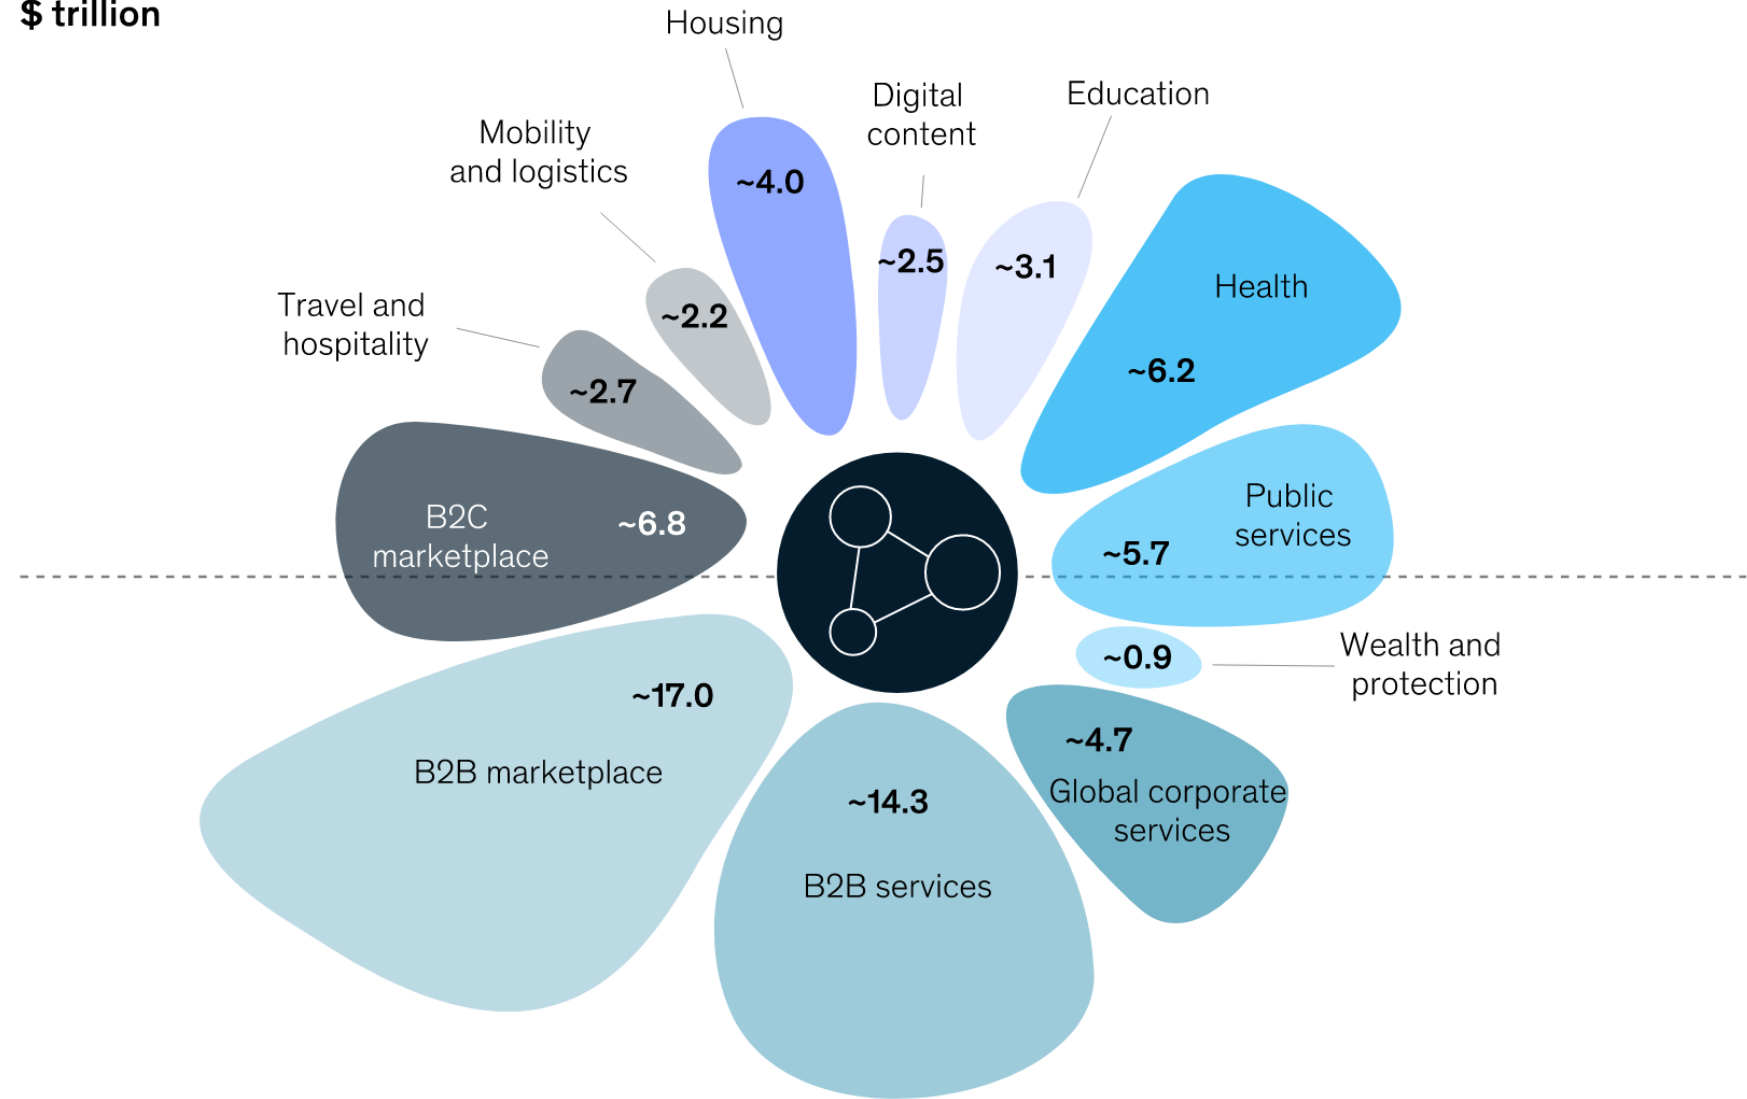 $ trillion
Housing
~4.0
Digital
content
~2.5
Education
~3.1
Mobility
and logistics
~2.2
Travel and
hospitality
~2.7
Health
~6.2
B2C
marketplace
~6.8
Public
services
~5.7
Wealth and
protection
~0.9
~17.0
B2B marketplace
~14.3
B2B services
~4.7
Global corporate
services